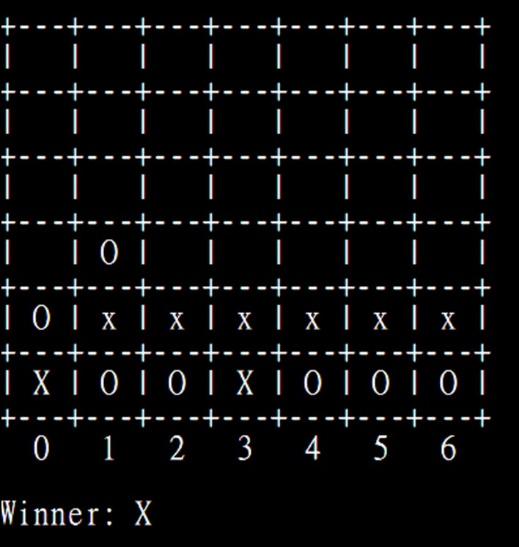 +---+---+---+---+---+---+---+
|   |   |   |   |   |   |   |
+---+---+---+---+---+---+---+
|   |   |   |   |   |   |   |
+---+---+---+---+---+---+---+
|   |   |   |   |   |   |   |
+---+---+---+---+---+---+---+
|   | O |   |   |   |   |   |
+---+---+---+---+---+---+---+
| O | x | x | x | x | x | x |
+---+---+---+---+---+---+---+
| X | O | O | X | O | O | O |
+---+---+---+---+---+---+---+
0 1 2 3 4 5 6
Winner: X